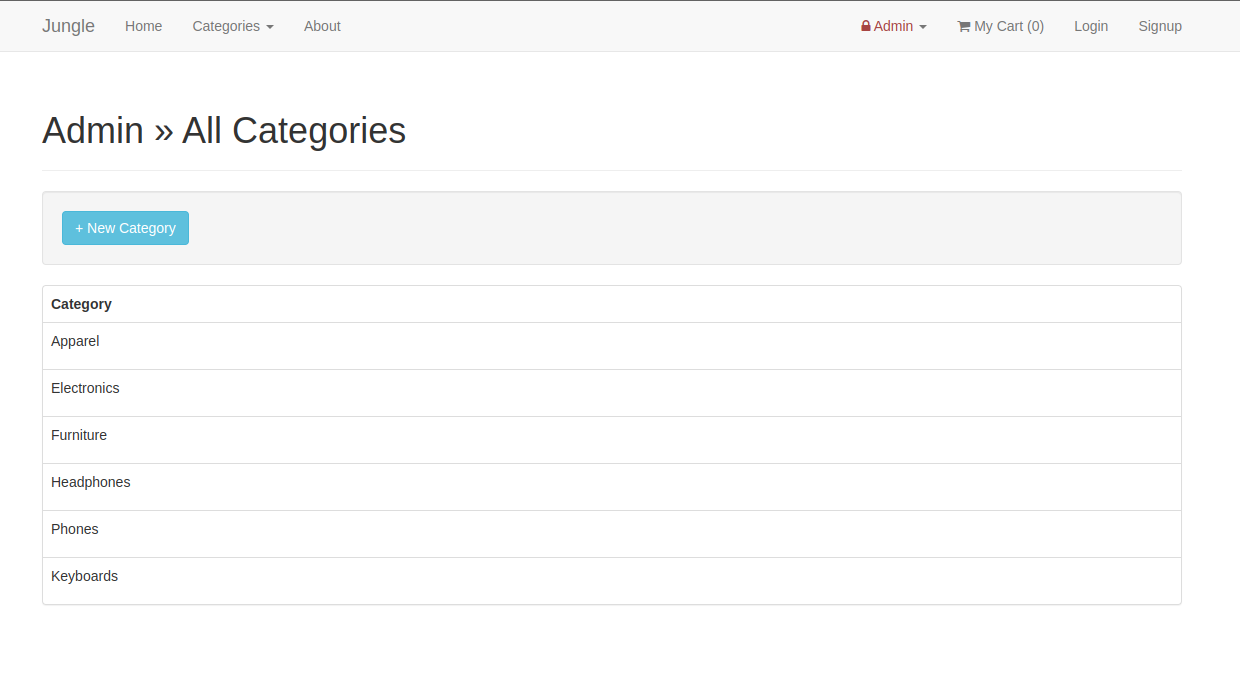 Jungle Home Categories About Admin My Cart (0) Login Signup
Admin » All Categories
+ New Category
Category
Apparel
Electronics
Furniture
Headphones
Phones
Keyboards